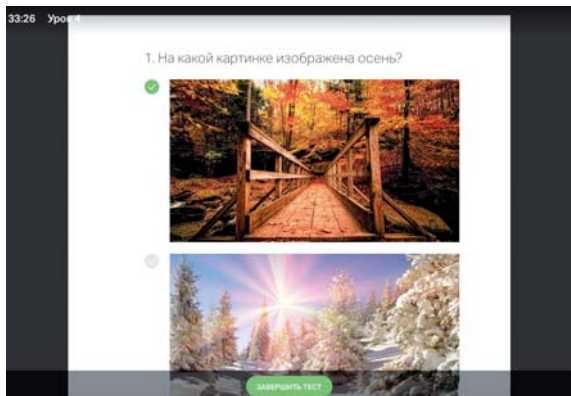 33:26 Урок 4
1. На какой картинке изображена осень?
ЗАВЕРШИТЬ ТЕСТ